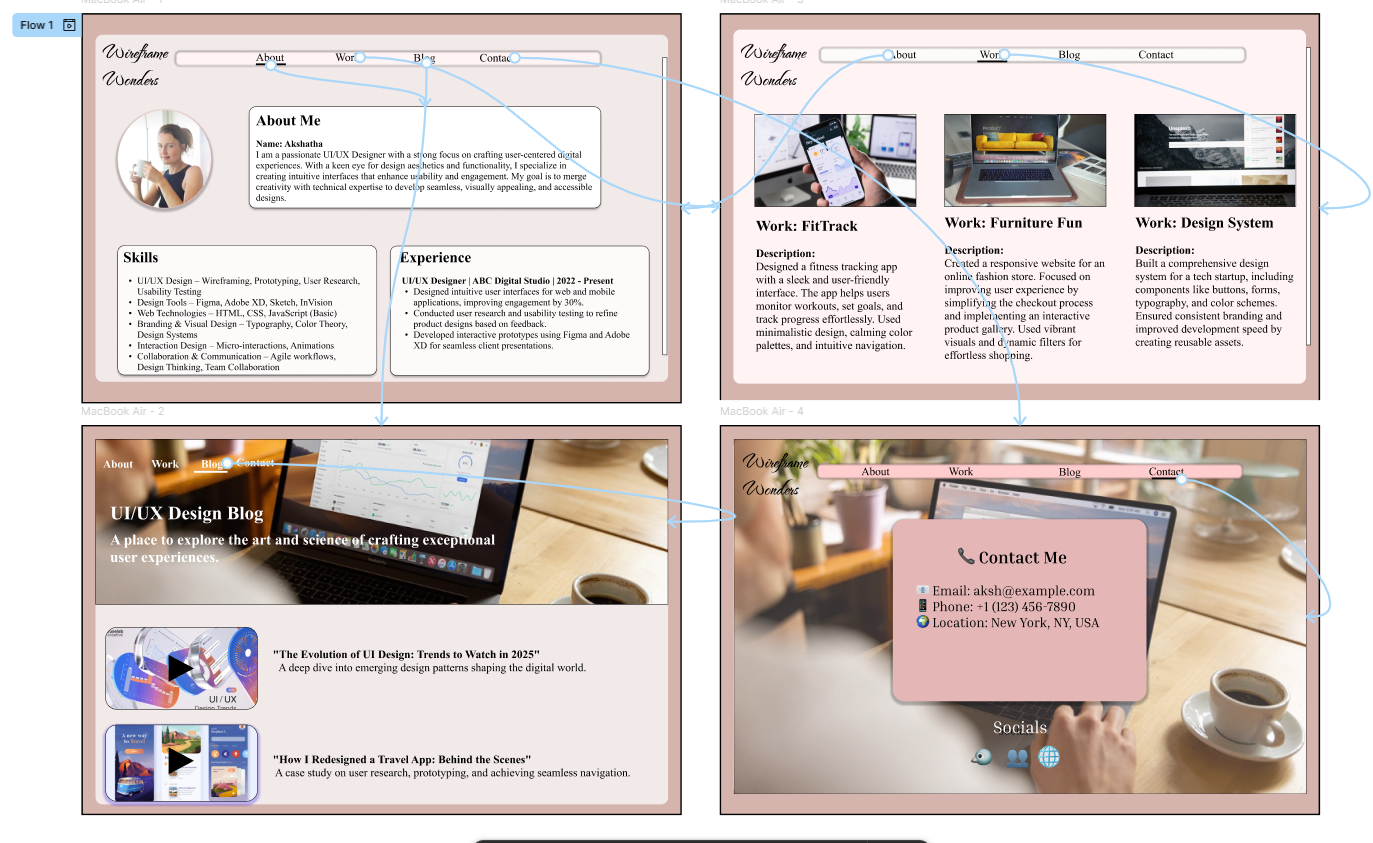 Flow 1
Wireframe
Wonders
About Work Blog Contact
About Me
Name: Akshatha
I am a passionate UI/UX Designer with a strong focus on crafting user-centered digital
experiences. With a keen eye for design aesthetics and functionality, I specialize in
creating intuitive interfaces that enhance usability and engagement. My goal is to merge
creativity with technical expertise to develop seamless, visually appealing, and accessible
designs.
Skills
• UI/UX Design – Wireframing, Prototyping, User Research,
Usability Testing
• Design Tools – Figma, Adobe XD, Sketch, InVision
• Web Technologies – HTML, CSS, JavaScript (Basic)
• Branding & Visual Design – Typography, Color Theory,
Design Systems
• Interaction Design – Micro-interactions, Animations
• Collaboration & Communication – Agile workflows,
Design Thinking, Team Collaboration
Experience
UI/UX Designer | ABC Digital Studio | 2022 - Present
• Designed intuitive user interfaces for web and mobile
applications, improving engagement by 30%.
• Conducted user research and usability testing to refine
product designs based on feedback.
• Developed interactive prototypes using Figma and Adobe
XD for seamless client presentations.
Wireframe
Wonders
About Work Blog Contact
Work: FitTrack
Description:
Designed a fitness tracking app
with a sleek and user-friendly
interface. The app helps users
monitor workouts, set goals, and
track progress effortlessly. Used
minimalistic design, calming color
palettes, and intuitive navigation.
PRODUCT
Work: Furniture Fun
Description:
Created a responsive website for an
online fashion store. Focused on
improving user experience by
simplifying the checkout process
and implementing an interactive
product gallery. Used vibrant
visuals and dynamic filters for
effortless shopping.
Unsplash
Work: Design System
Description:
Built a comprehensive design
system for a tech startup, including
components like buttons, forms,
typography, and color schemes.
Ensured consistent branding and
improved development speed by
creating reusable assets.
MacBook Air - 2
About Work Blog Contact
UI/UX Design Blog
A place to explore the art and science of crafting exceptional
user experiences.
UI / UX
Design Trends
"The Evolution of UI Design: Trends to Watch in 2025"
A deep dive into emerging design patterns shaping the digital world.
A new way
to Travel
"How I Redesigned a Travel App: Behind the Scenes"
A case study on user research, prototyping, and achieving seamless navigation.
MacBook Air - 4
Wireframe
Wonders
About Work Blog Contact
📞 Contact Me
📧 Email: aksh@example.com
📱 Phone: +1 (123) 456-7890
🌍 Location: New York, NY, USA
Socials